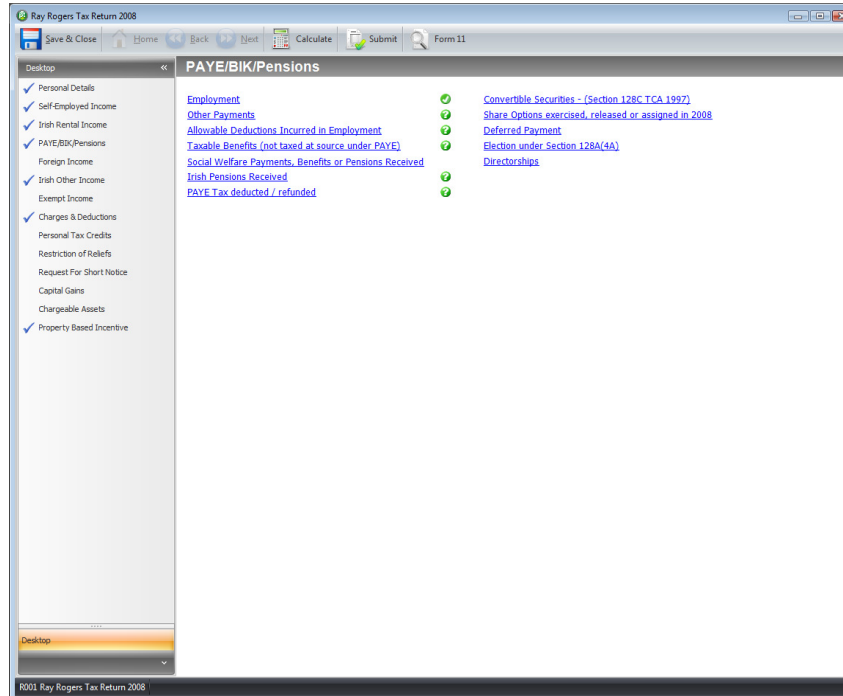 Ray Rogers Tax Return 2008
Save & Close Home Back Next Calculate Submit Form 11
Desktop «
Personal Details
Self-Employed Income
Irish Rental Income
PAYE/BIK/Pensions
Foreign Income
Irish Other Income
Exempt Income
Charges & Deductions
Personal Tax Credits
Restriction of Reliefs
Request For Short Notice
Capital Gains
Chargeable Assets
Property Based Incentive
Desktop
PAYE/BIK/Pensions
Employment
Other Payments
Allowable Deductions Incurred in Employment
Taxable Benefits (not taxed at source under PAYE)
Social Welfare Payments, Benefits or Pensions Received
Irish Pensions Received
PAYE Tax deducted / refunded
Convertible Securities - (Section 128C TCA 1997)
Share Options exercised, released or assigned in 2008
Deferred Payment
Election under Section 128A(4A)
Directorships
R001 Ray Rogers Tax Return 2008